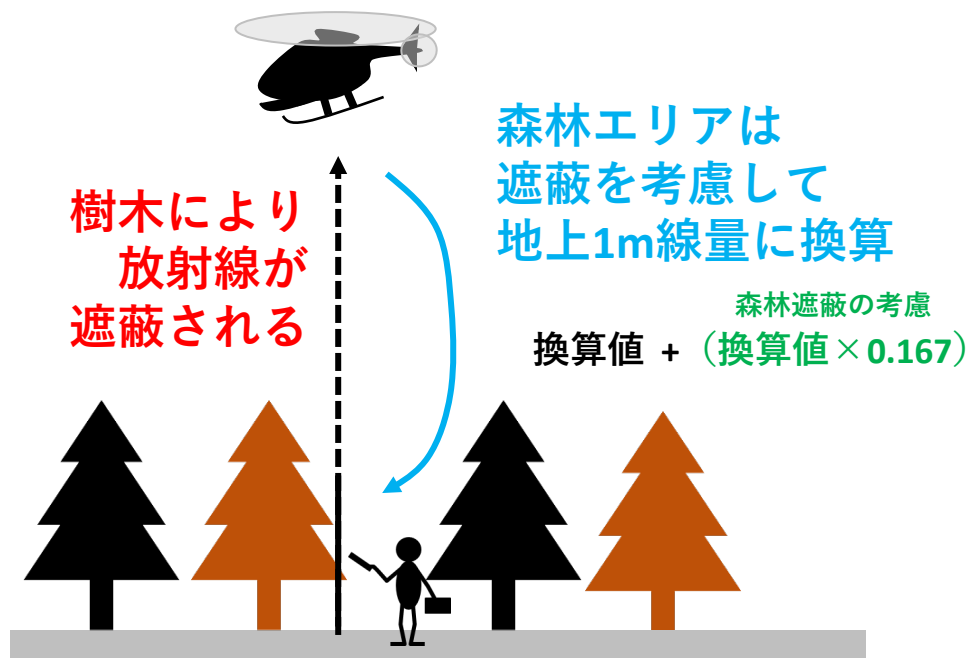 樹木により
放射線が
遮蔽される
森林エリアは
遮蔽を考慮して
地上1m線量に換算
森林遮蔽の考慮
換算値 +（換算値×0.167）